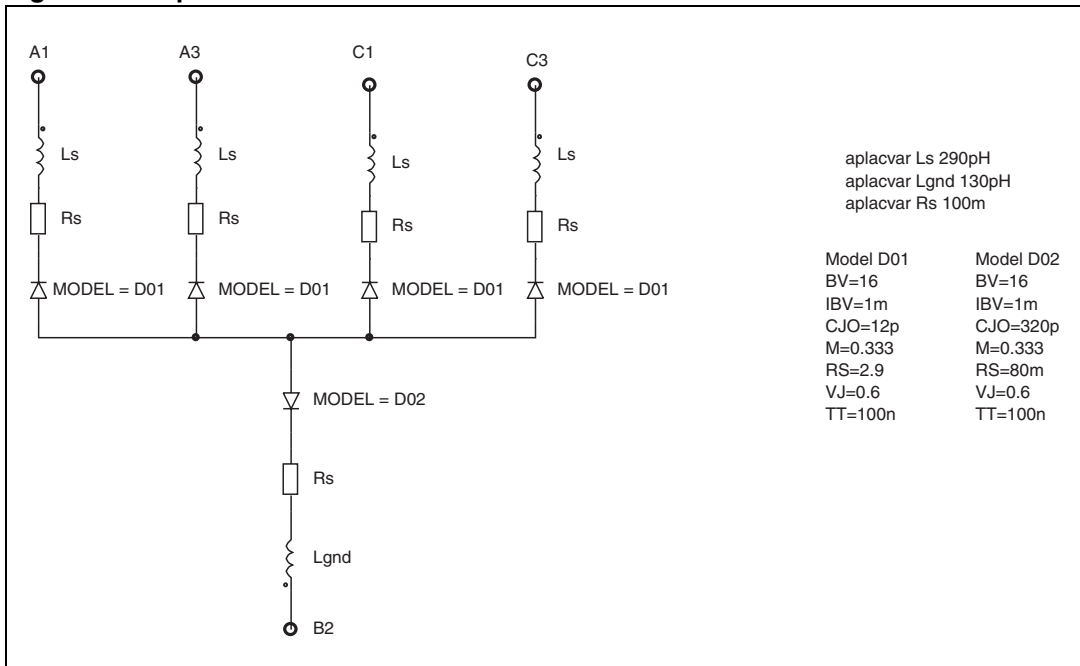 A1
A3
C1
C3
Ls
Ls
Ls
Ls
Rs
Rs
Rs
Rs
MODEL = D01
MODEL = D01
MODEL = D01
MODEL = D01
MODEL = D02
Rs
Lgnd
B2
aplacvar Ls 290pH
aplacvar Lgnd 130pH
aplacvar Rs 100m
Model D01
BV=16
IBV=1m
CJO=12p
M=0.333
RS=2.9
VJ=0.6
TT=100n
Model D02
BV=16
IBV=1m
CJO=320p
M=0.333
RS=80m
VJ=0.6
TT=100n